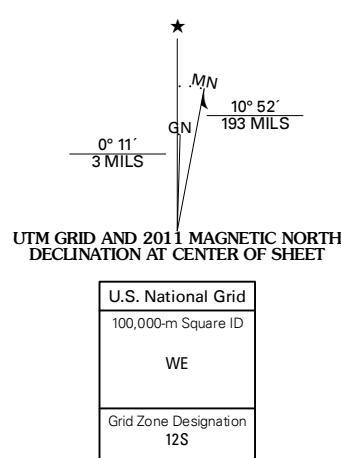 ★
MN
GN
10° 52´
193 MILS
0° 11´
3 MILS
UTM GRID AND 2011 MAGNETIC NORTH
DECLINATION AT CENTER OF SHEET
U.S. National Grid
100,000-m Square ID
WE
Grid Zone Designation
12S